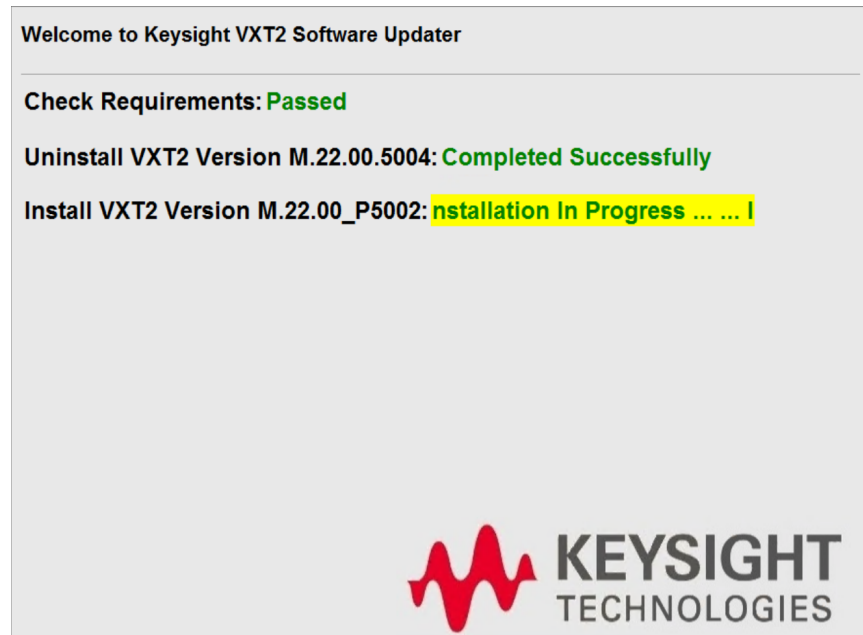 Welcome to Keysight VXT2 Software Updater
Check Requirements: Passed
Uninstall VXT2 Version M.22.00.5004: Completed Successfully
Install VXT2 Version M.22.00_P5002: nstallation In Progress ... ... I
KEYSIGHT
TECHNOLOGIES